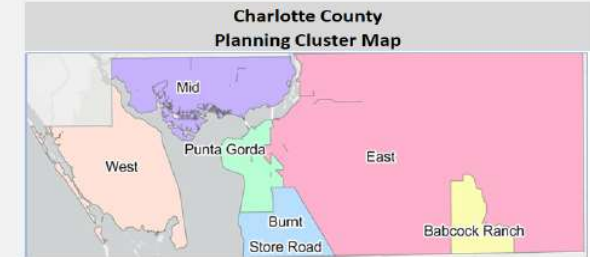 Charlotte County
Planning Cluster Map
Mid
Punta Gorda
West
East
Burnt
Store Road
Babcock Ranch